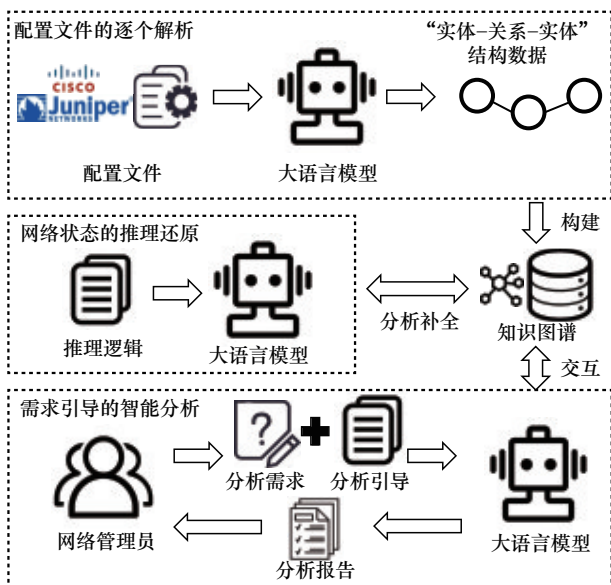 配置文件的逐个解析
“实体-关系-实体”
结构数据
CISCO
Juniper
NETWORKS
配置文件
大语言模型
构建
网络状态的推理还原
推理逻辑
大语言模型
分析补全
知识图谱
交互
需求引导的智能分析
?
分析需求
分析引导
网络管理员
分析报告
大语言模型